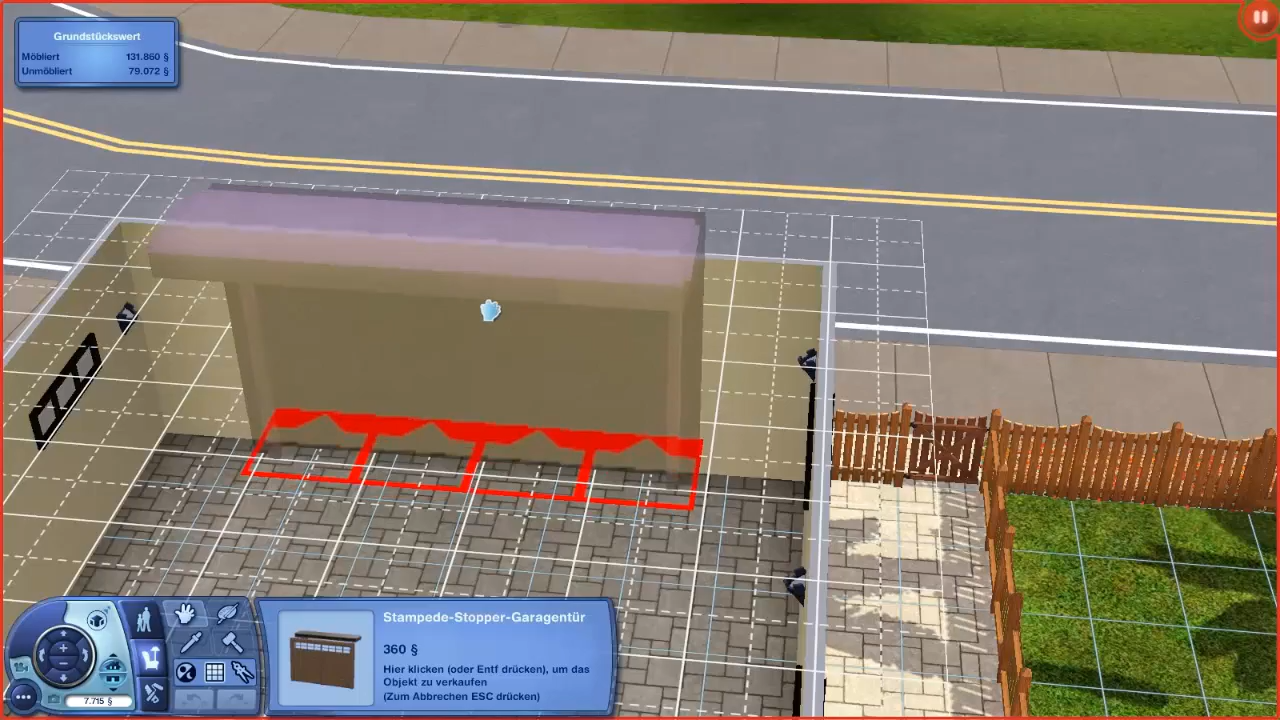 Grundstückswert
Möbliert 131.860 §
Unmöbliert 79.072 §
Stampede-Stopper-Garagentür
360 §
Hier klicken (oder Entf drücken), um das
Objekt zu verkaufen
(Zum Abbrechen ESC drücken)
7.715 §